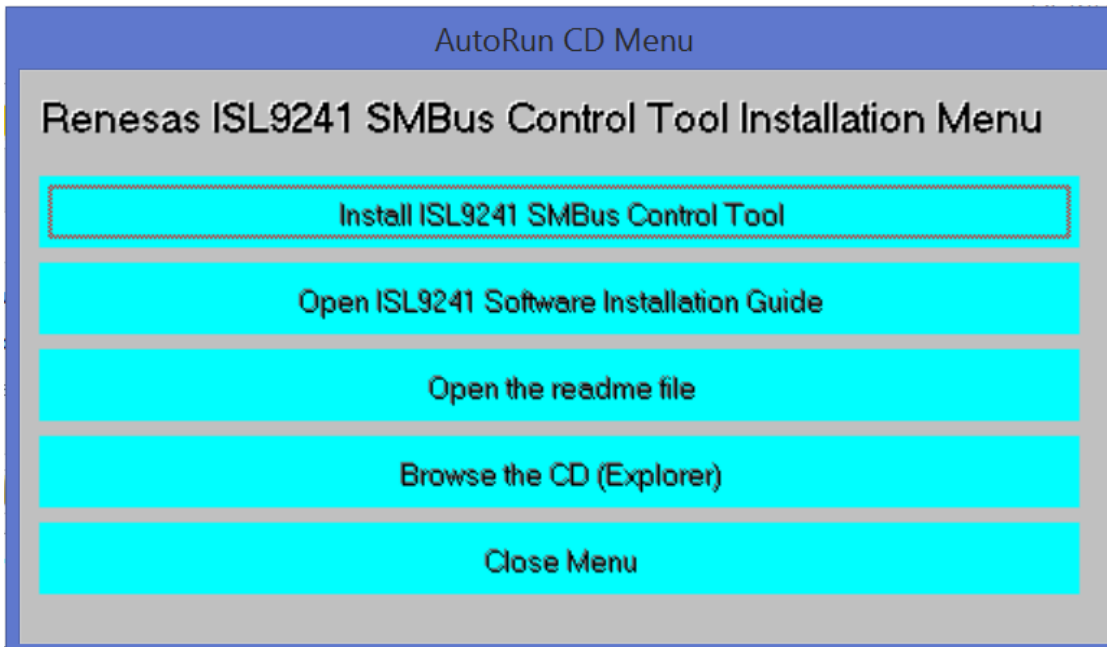 AutoRun CD Menu
Renesas ISL9241 SMBus Control Tool Installation Menu
Install ISL9241 SMBus Control Tool
Open ISL9241 Software Installation Guide
Open the readme file
Browse the CD (Explorer)
Close Menu